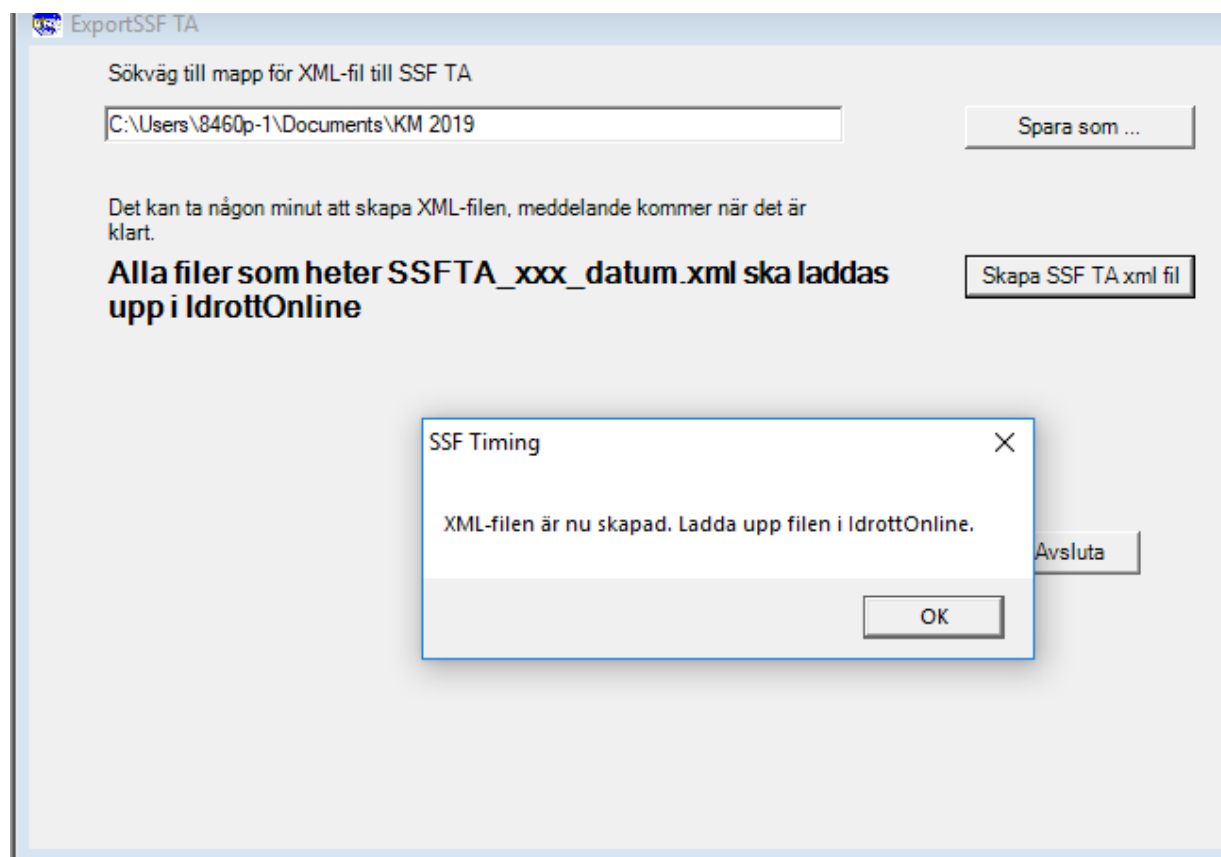 ExportSSF TA
Sökväg till mapp för XML-fil till SSF TA
C:\Users\8460p-1\Documents\KM 2019
Spara som ...
Det kan ta någon minut att skapa XML-filen, meddelande kommer när det är
klart.
Alla filer som heter SSFTA_xxx_datum.xml ska laddas
upp i IdrottOnline
Skapa SSF TA xml fil
SSF Timing
XML-filen är nu skapad. Ladda upp filen i IdrottOnline.
Avsluta
OK